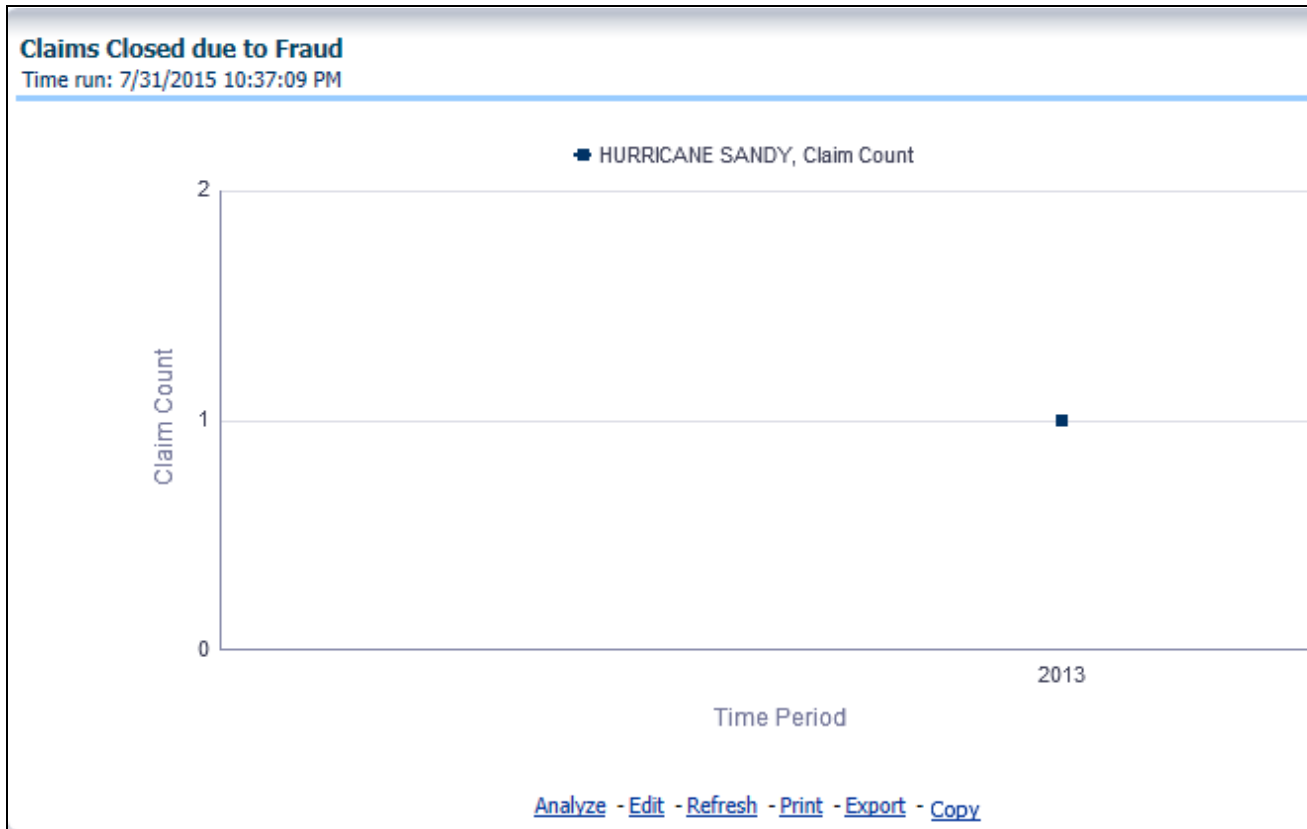 Claims Closed due to Fraud
Time run: 7/31/2015 10:37:09 PM
HURRICANE SANDY, Claim Count
2
Claim Count
1
0
2013
Time Period
Analyze - Edit - Refresh - Print - Export - Copy